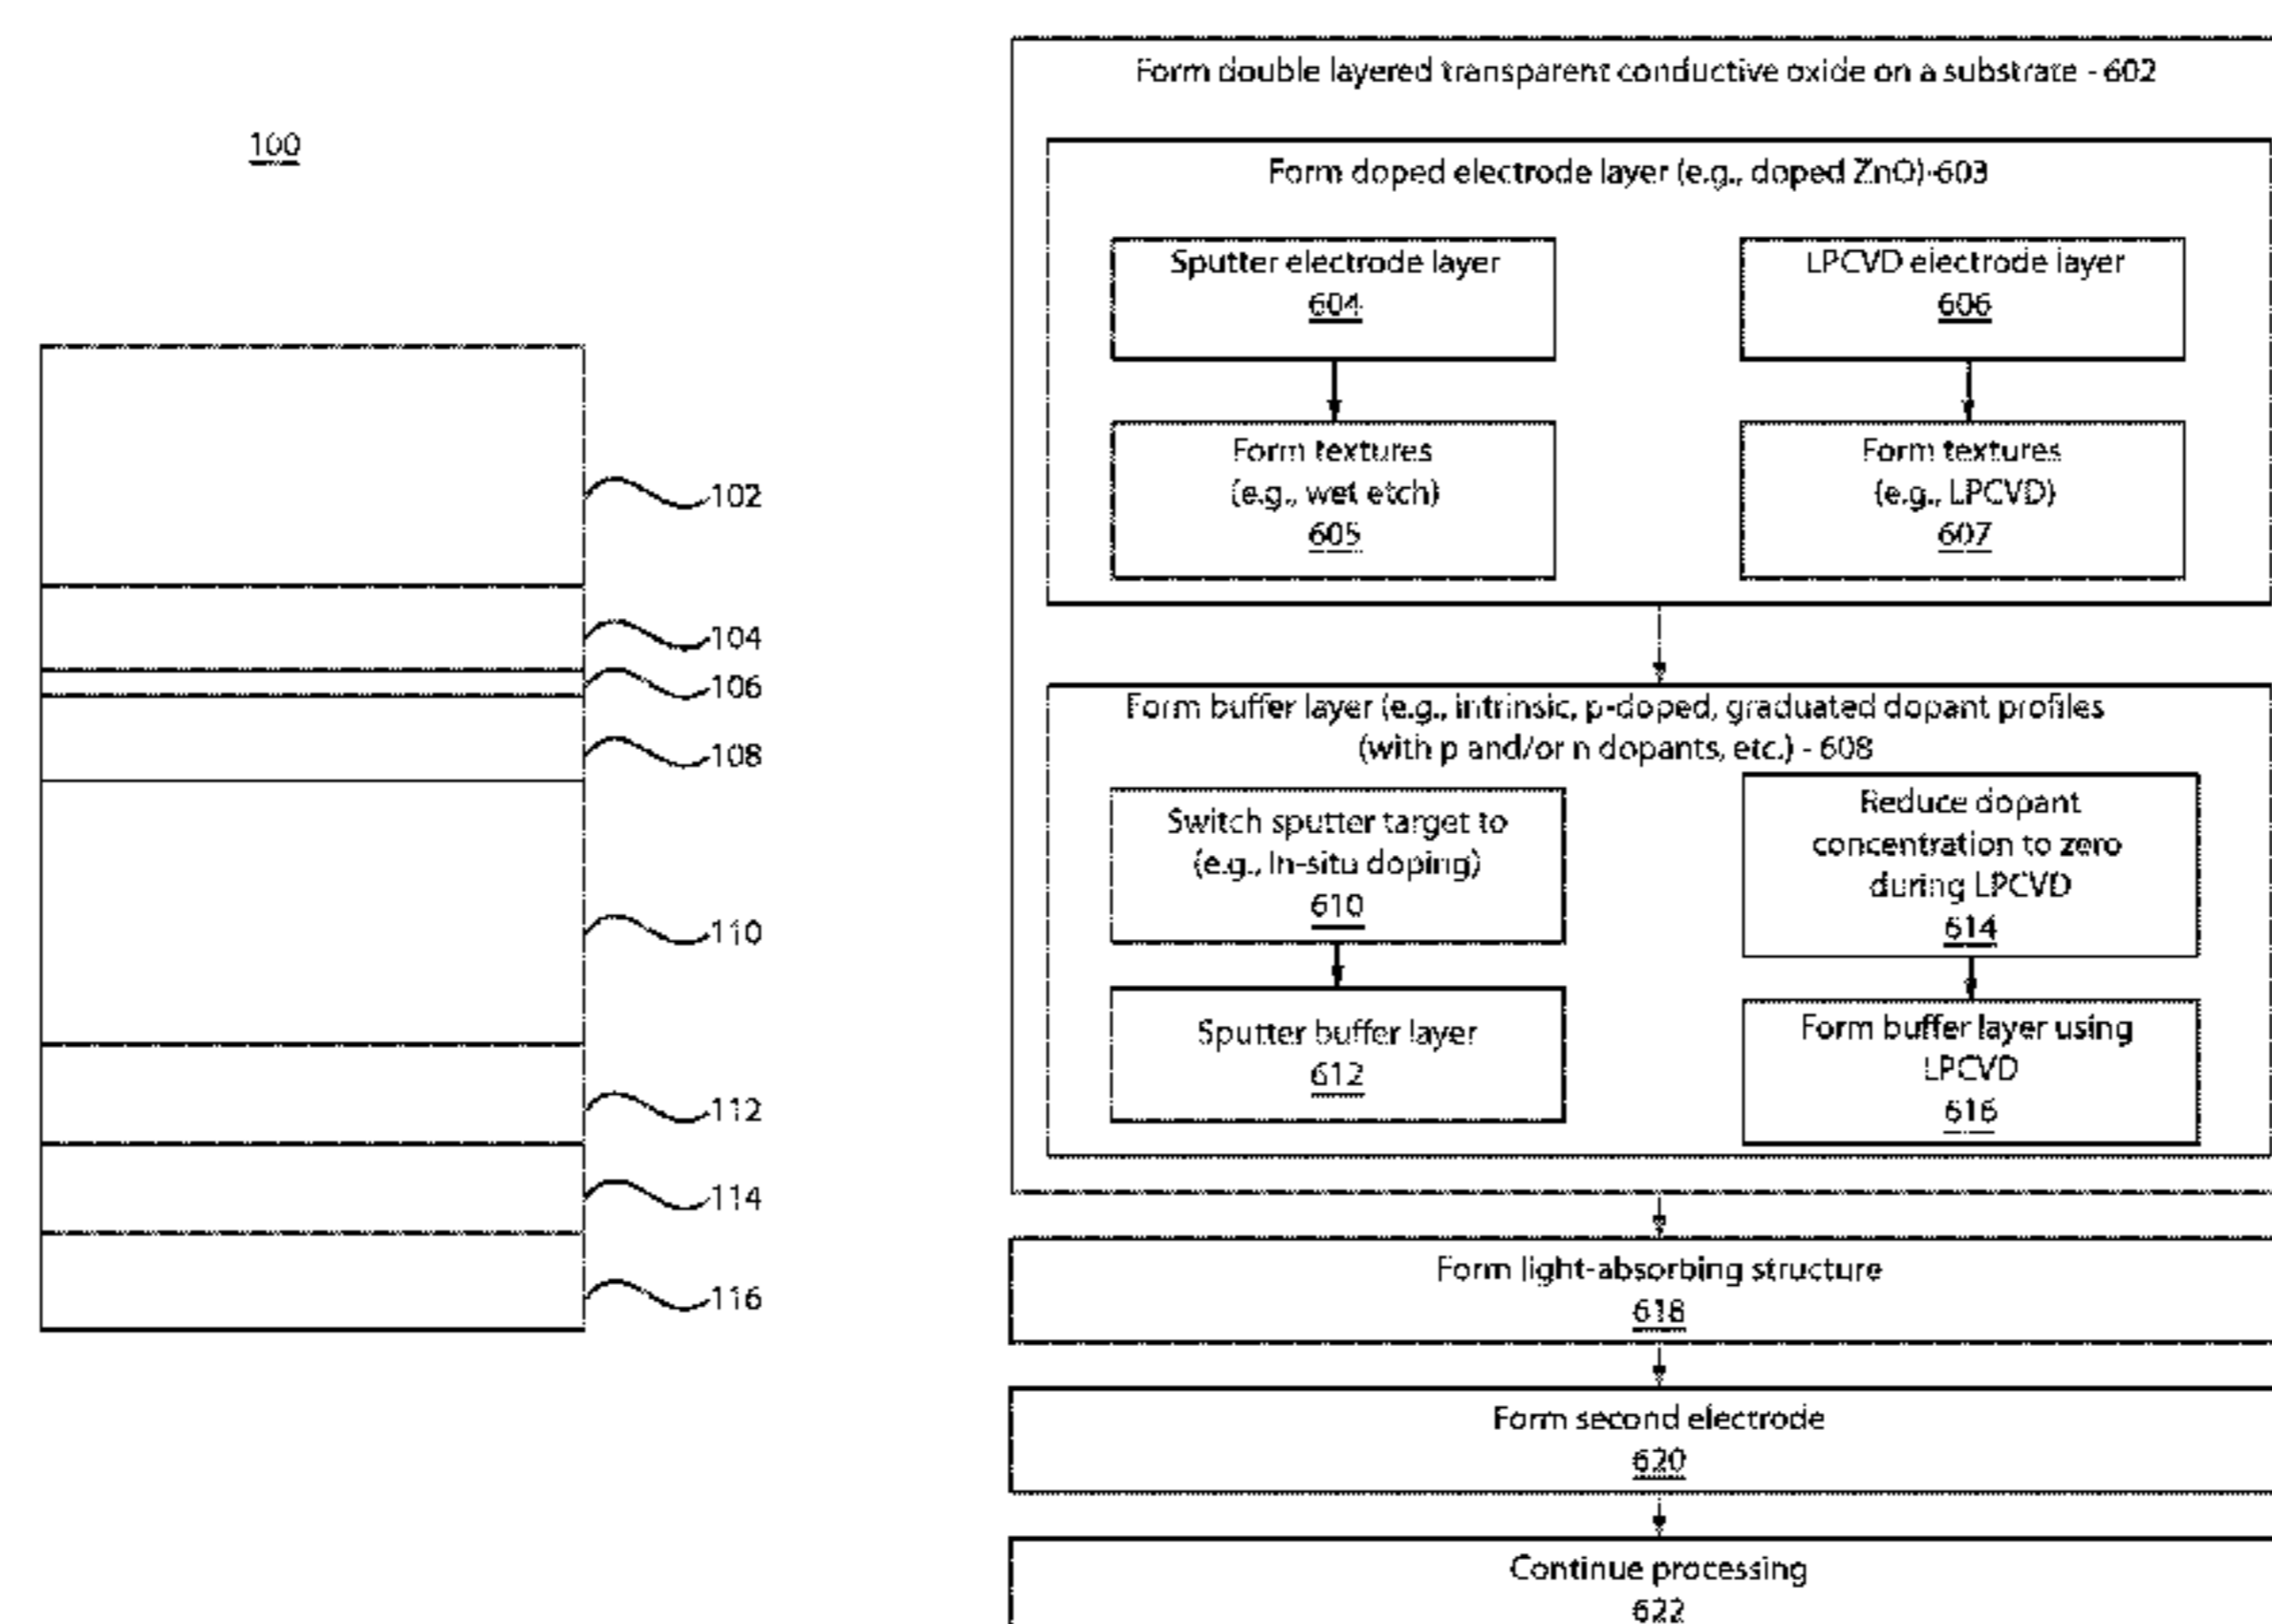 100
102
104
106
108
110
112
114
116
Form double layered transparent conductive oxide on a substrate - 602
Form doped electrode layer (e.g., doped ZnO)-603
Sputter electrode layer
604
LPCVD electrode layer
606
Form textures
(e.g., wet etch)
605
Form textures
(e.g., LPCVD)
607
Form buffer layer (e.g., intrinsic, p-doped, graduated dopant profiles
(with p and/or n dopants, etc.) - 608
Switch sputter target to
(e.g., In-situ doping)
610
Reduce dopant
concentration to zero
during LPCVD
614
Sputter buffer layer
612
Form buffer layer using
LPCVD
616
Form light-absorbing structure
618
Form second electrode
620
Continue processing
622